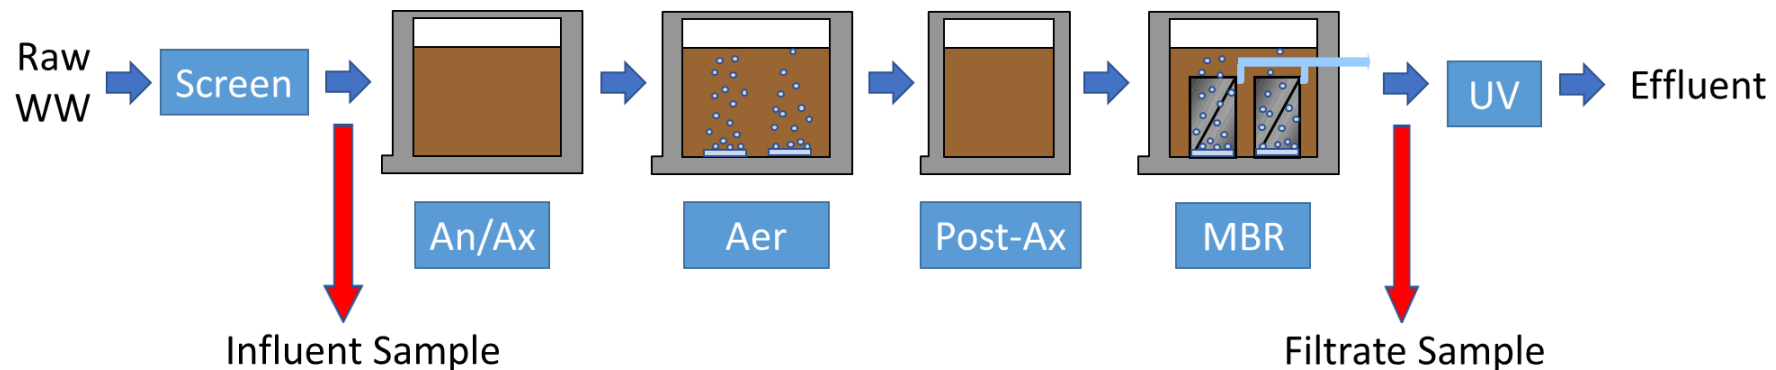 Raw
WW
Screen
An/Ax
Aer
Post-Ax
MBR
UV
Effluent
Influent Sample
Filtrate Sample